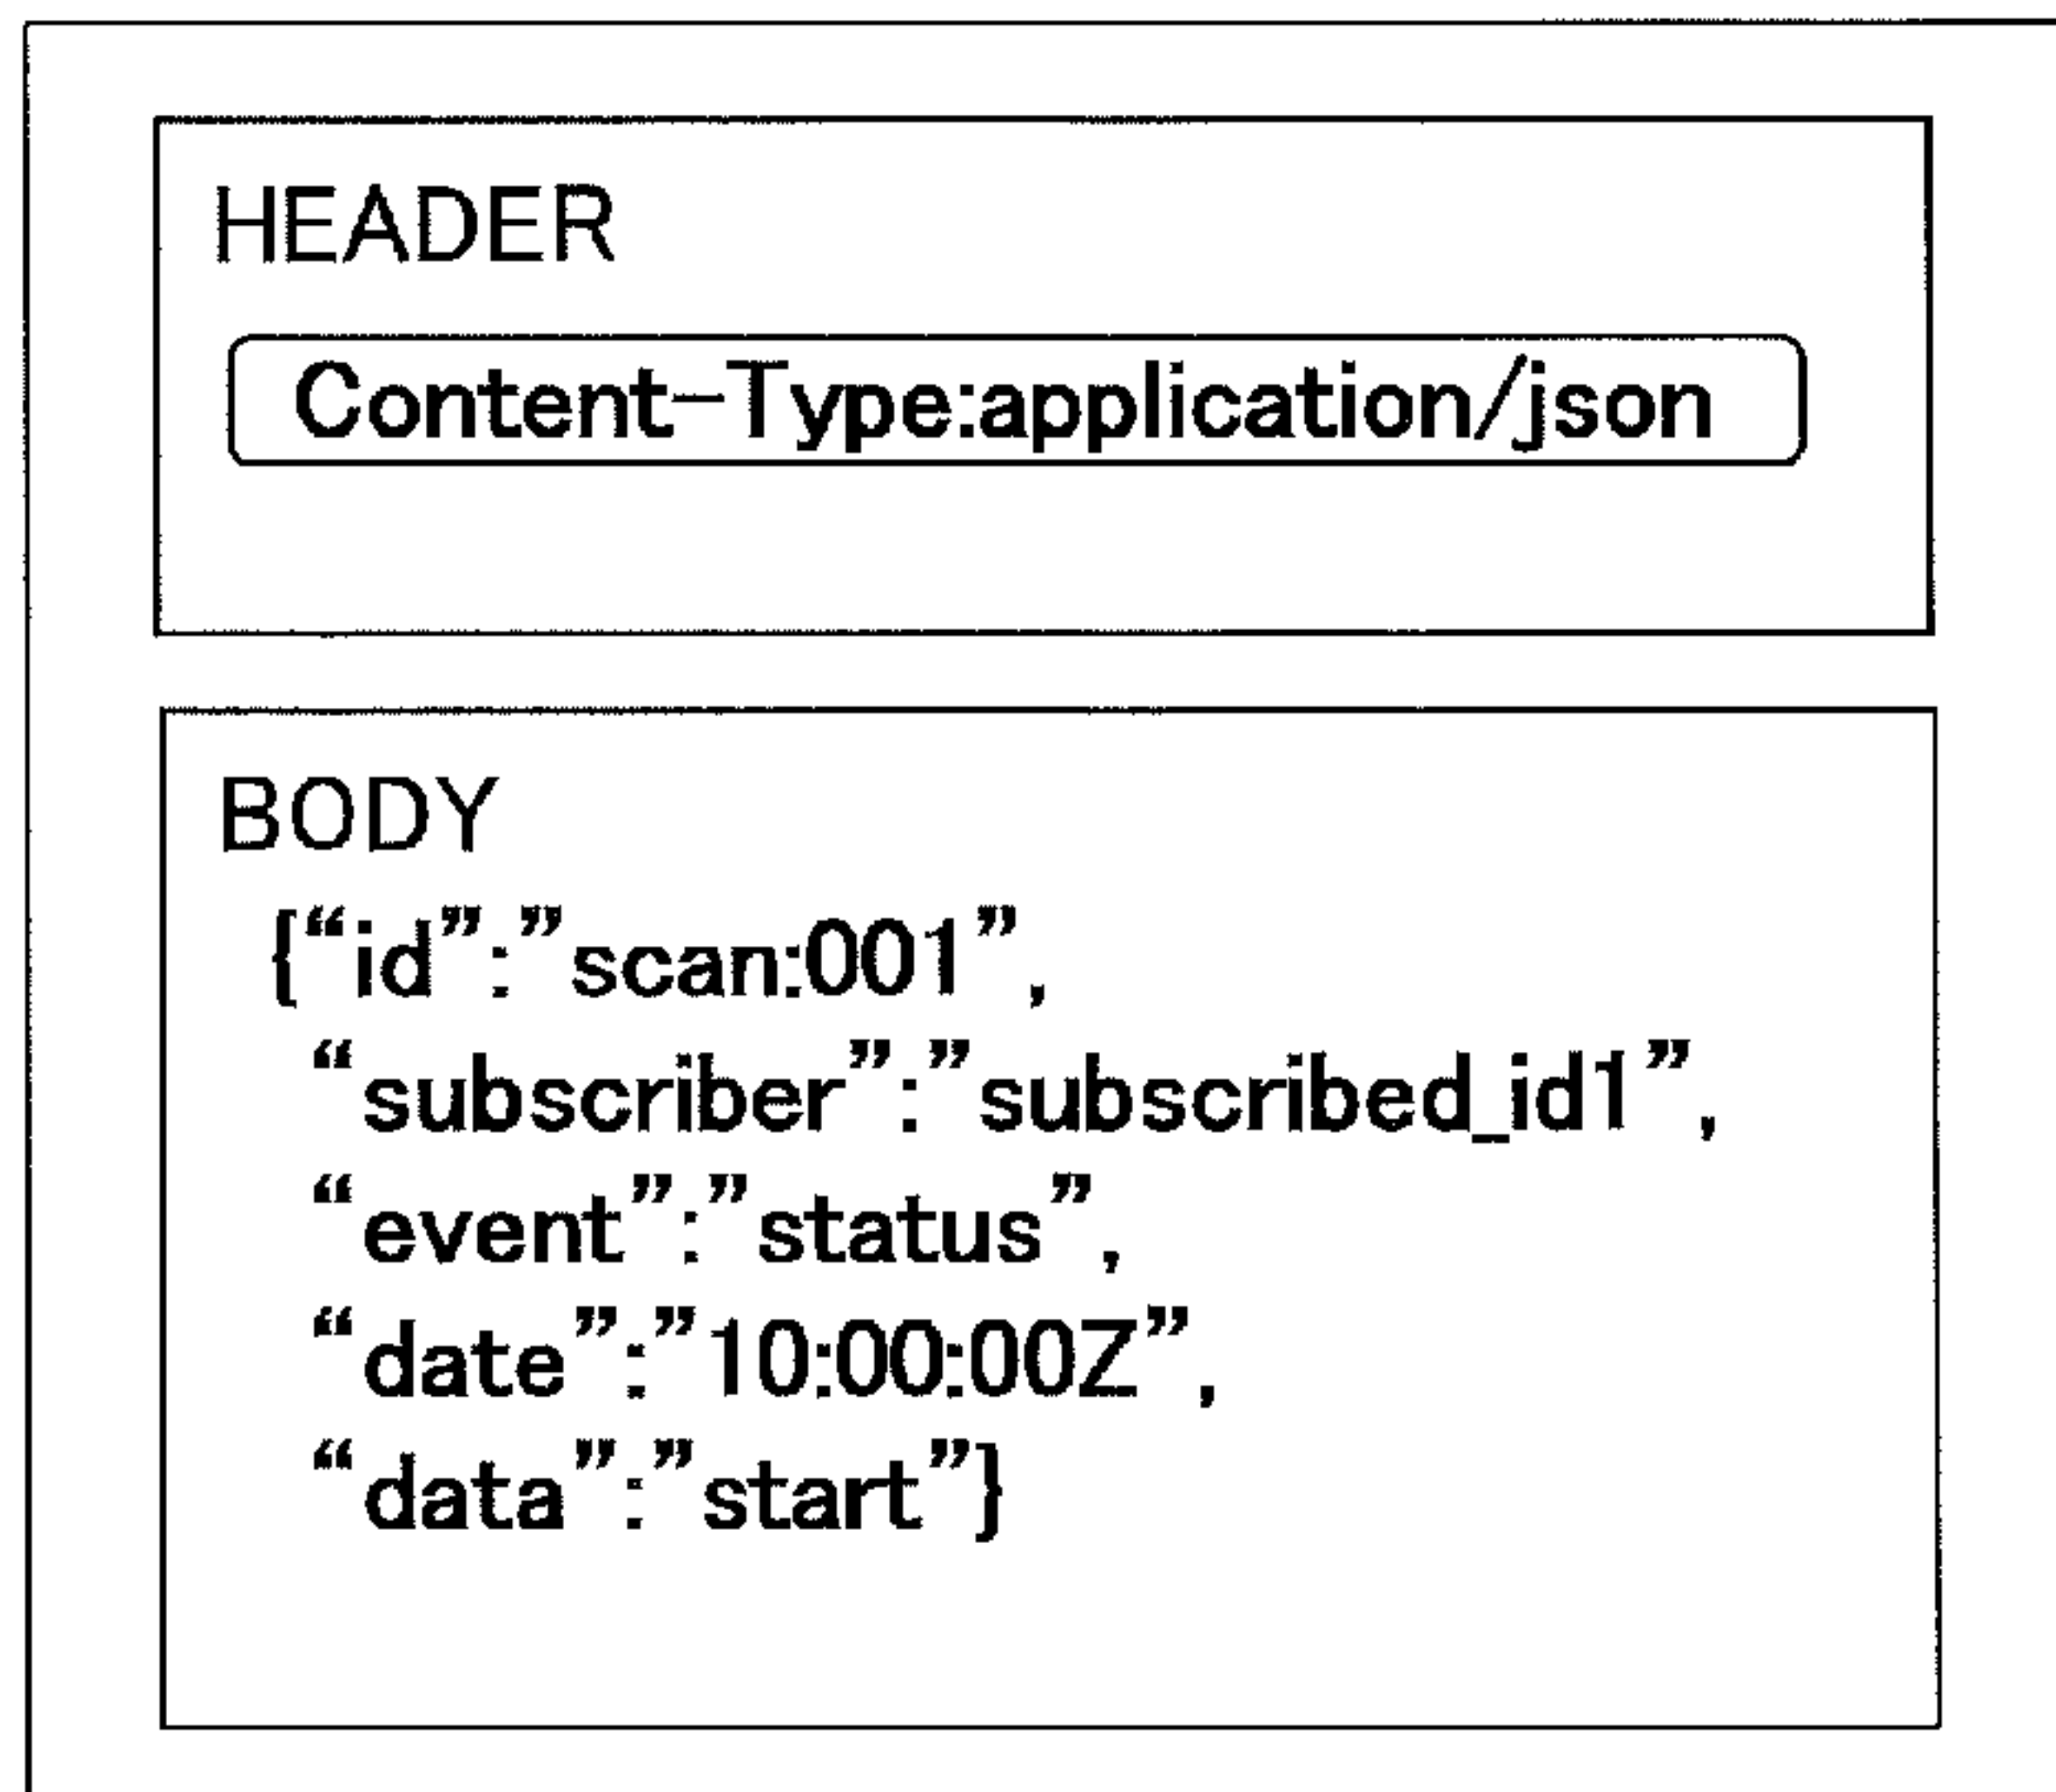 HEADER
Content-Type:application/json
BODY
{“id”:”scan:001”,
“subscriber”:”subscribed_id1”,
“event”:”status”,
“date”:”10:00:00Z”,
“data”:”start”}